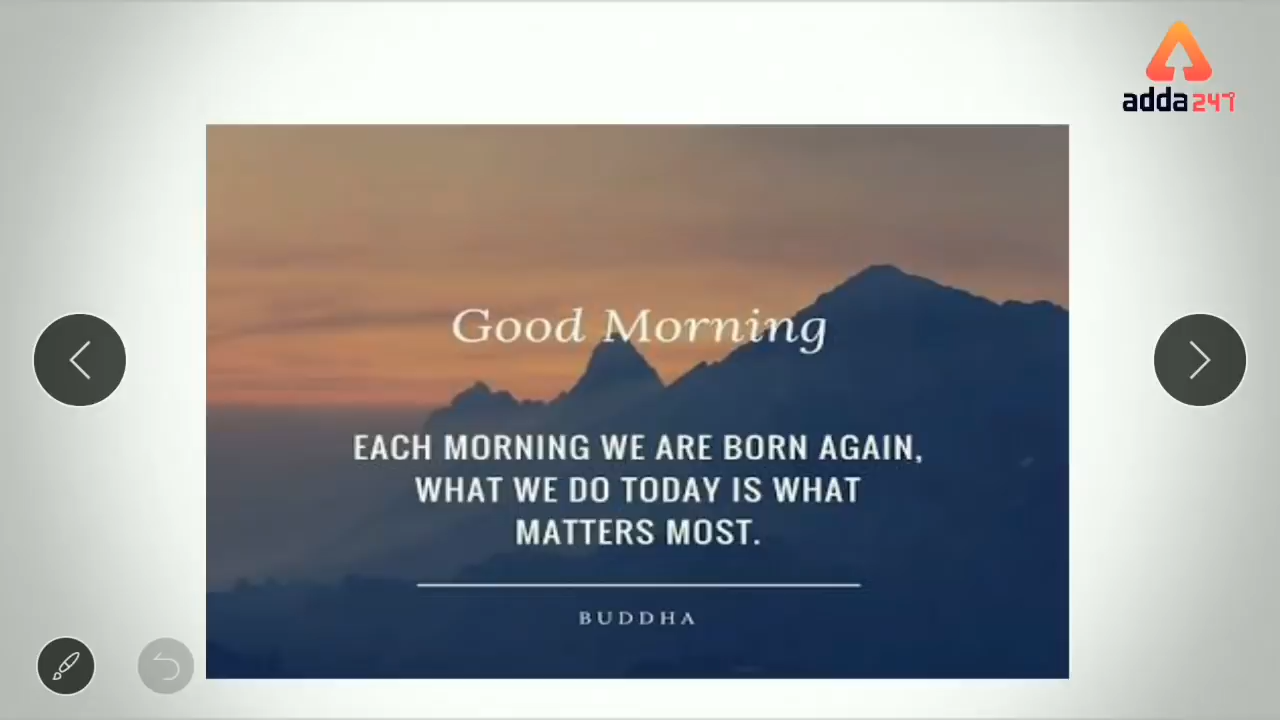 adda247
Good Morning
EACH MORNING WE ARE BORN AGAIN,
WHAT WE DO TODAY IS WHAT
MATTERS MOST.
BUDDHA